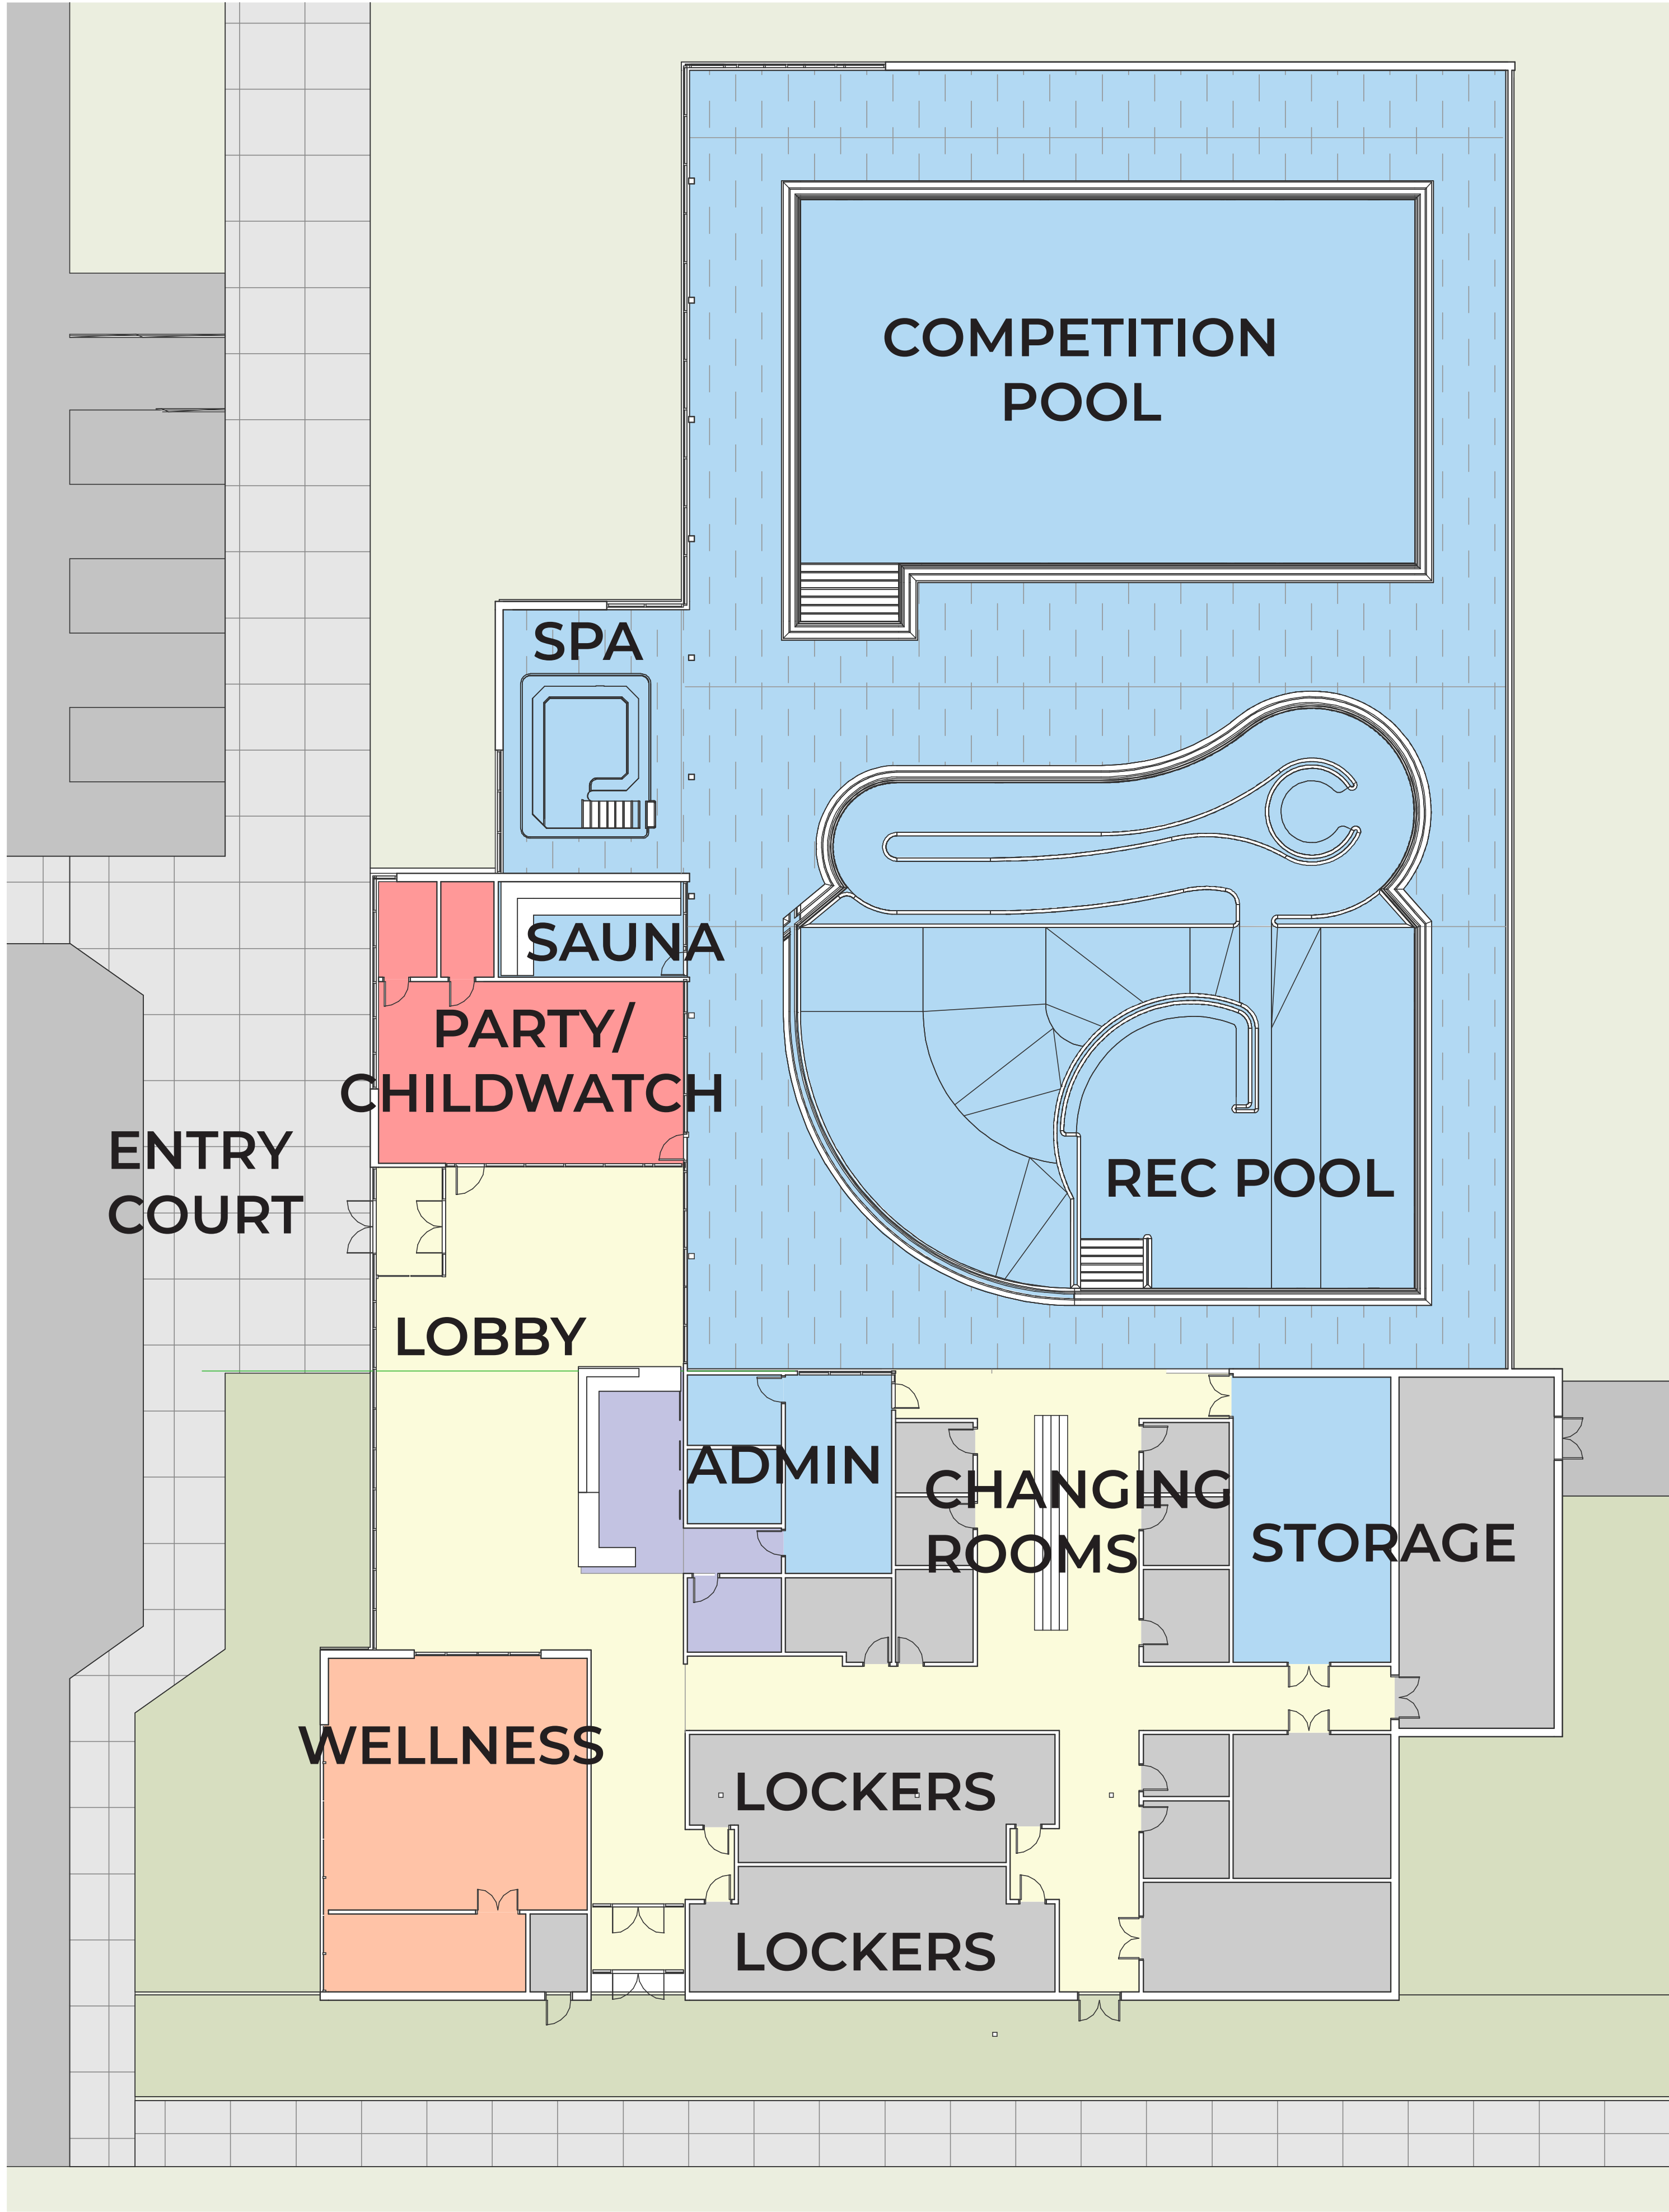 COMPETITION
POOL
SPA
SAUNA
PARTY/
CHILDWATCH
ENTRY
COURT
REC POOL
LOBBY
ADMIN
CHANGING
ROOMS
STORAGE
WELLNESS
LOCKERS
LOCKERS